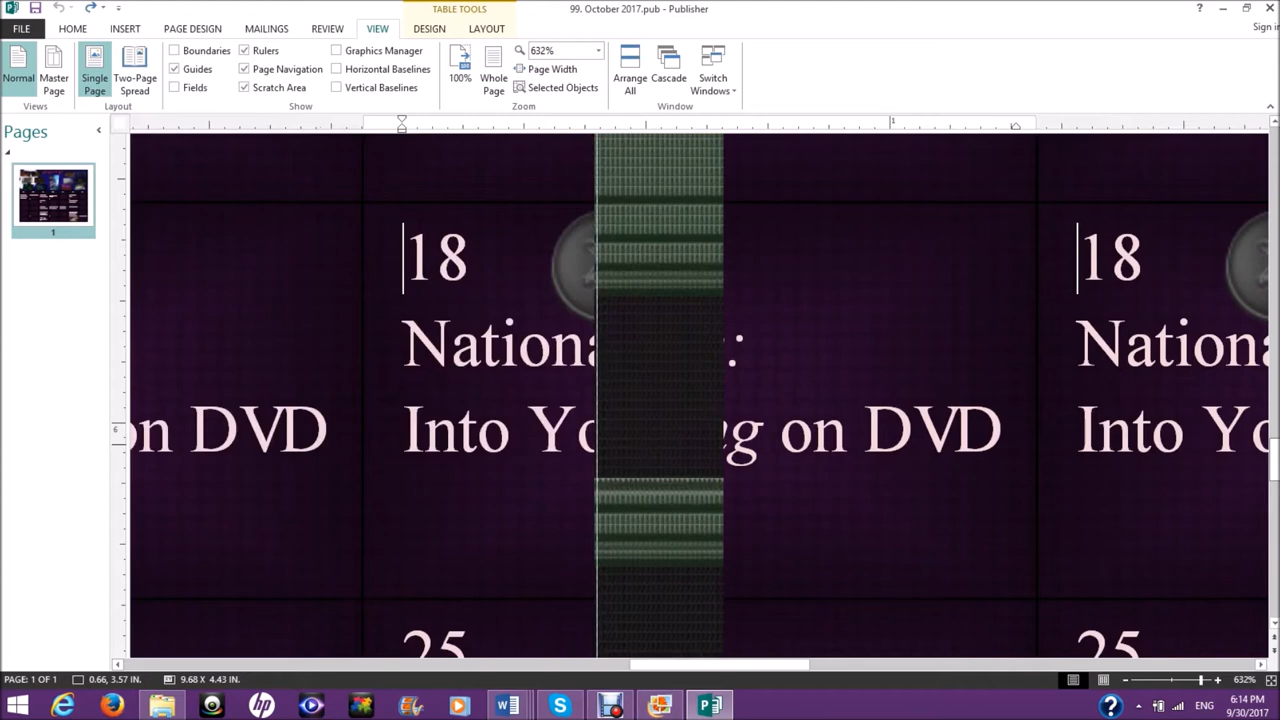 99. October 2017.pub - Publisher
TABLE TOOLS
Sign in
FILE HOME INSERT PAGE DESIGN MAILINGS REVIEW VIEW DESIGN LAYOUT
Normal
Master Page
Views
Single Page
Two-Page Spread
Layout
Boundaries
Guides
Fields
Rulers
Page Navigation
Scratch Area
Graphics Manager
Horizontal Baselines
Vertical Baselines
Show
100%
Whole Page
632%
Page Width
Selected Objects
Zoom
Arrange All
Cascade
Switch Windows
Window
Pages
1
1
6
on DVD
18
Nationa :
Into Yo ng on DVD
25
18
Nationa
Into Yo
25
PAGE: 1 OF 1 0.66, 3.57 IN. 9.68 X 4.43 IN. 632%
ENG
6:14 PM
9/30/2017